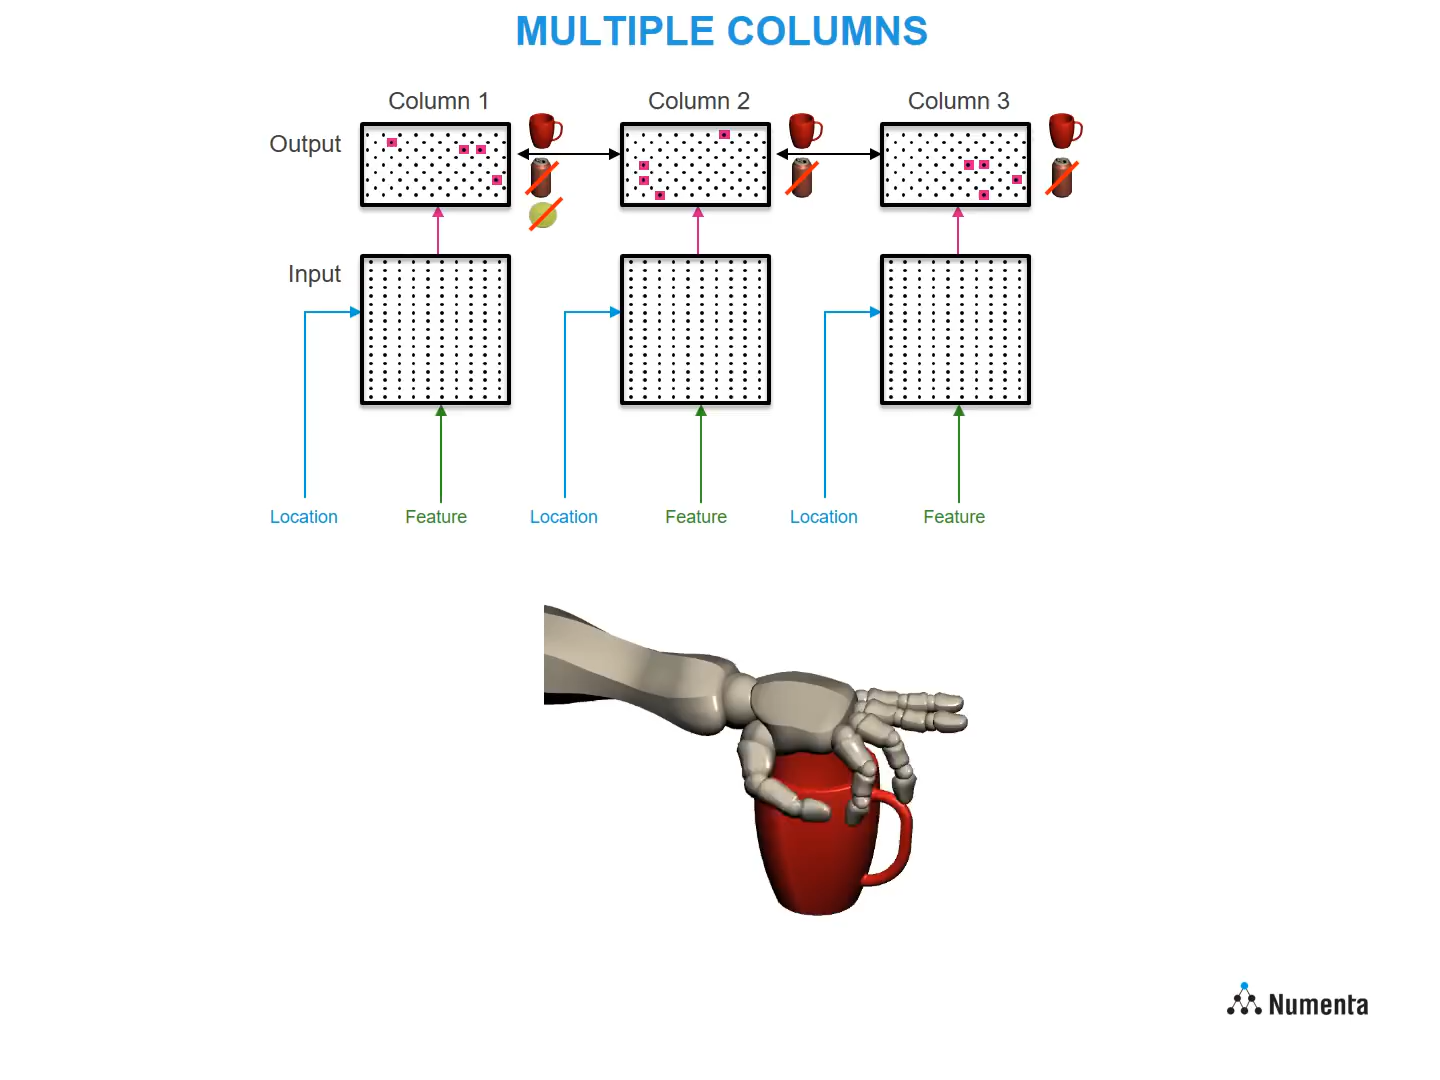 MULTIPLE COLUMNS
Column 1
Column 2
Column 3
Output
Input
Location
Feature
Location
Feature
Location
Feature
Numenta